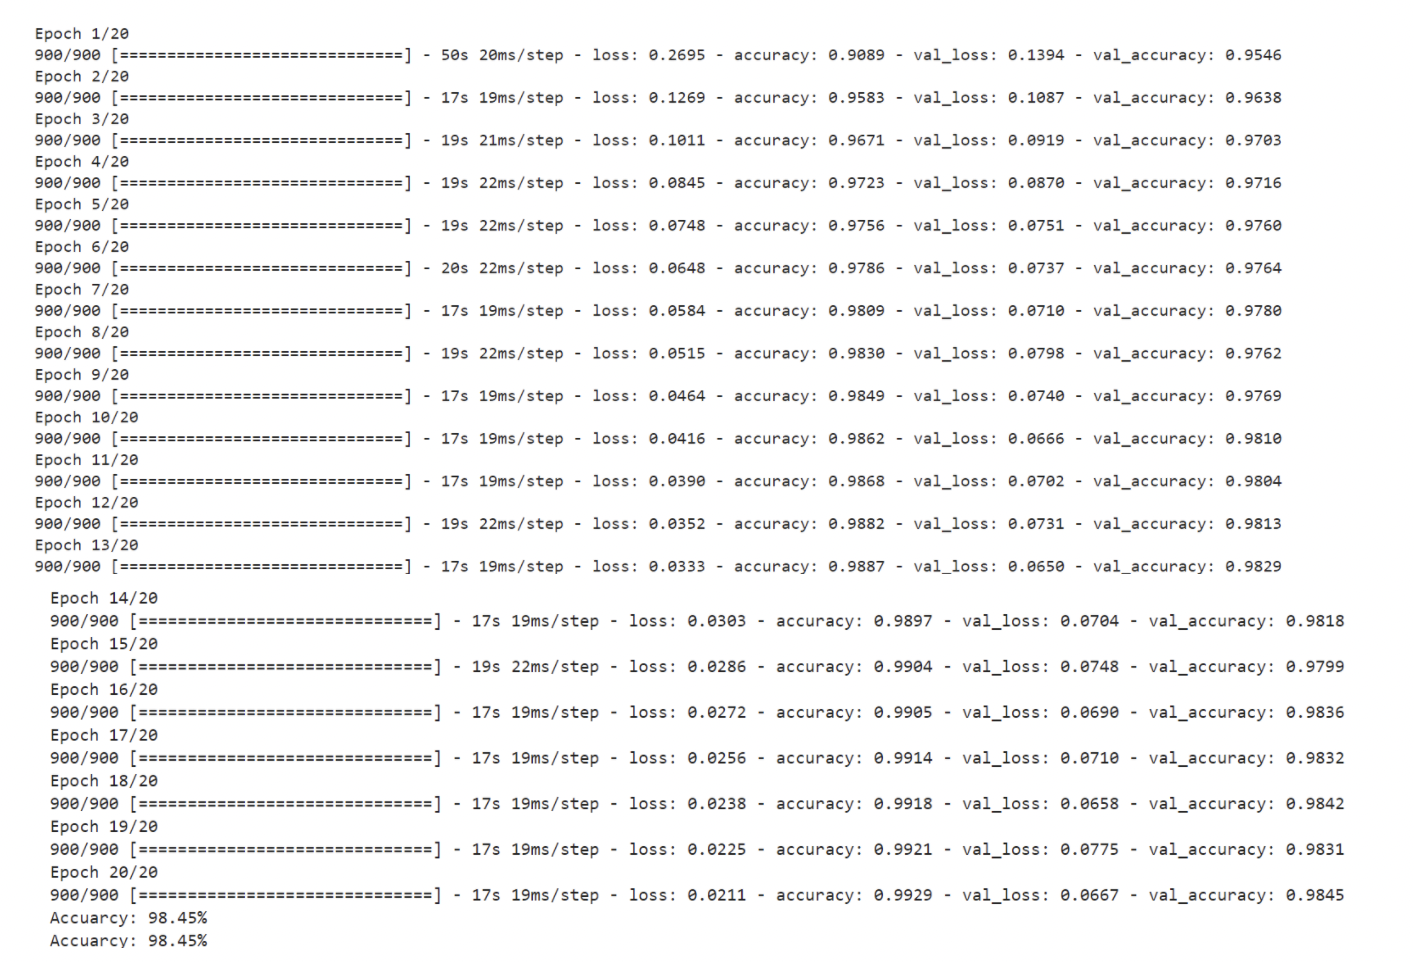 Epoch 1/20
900/900 [==============================] - 50s 20ms/step - loss: 0.2695 - accuracy: 0.9089 - val_loss: 0.1394 - val_accuracy: 0.9546
Epoch 2/20
900/900 [==============================] - 17s 19ms/step - loss: 0.1269 - accuracy: 0.9583 - val_loss: 0.1087 - val_accuracy: 0.9638
Epoch 3/20
900/900 [==============================] - 19s 21ms/step - loss: 0.1011 - accuracy: 0.9671 - val_loss: 0.0919 - val_accuracy: 0.9703
Epoch 4/20
900/900 [==============================] - 19s 22ms/step - loss: 0.0845 - accuracy: 0.9723 - val_loss: 0.0870 - val_accuracy: 0.9716
Epoch 5/20
900/900 [==============================] - 19s 22ms/step - loss: 0.0748 - accuracy: 0.9756 - val_loss: 0.0751 - val_accuracy: 0.9760
Epoch 6/20
900/900 [==============================] - 20s 22ms/step - loss: 0.0648 - accuracy: 0.9786 - val_loss: 0.0737 - val_accuracy: 0.9764
Epoch 7/20
900/900 [==============================] - 17s 19ms/step - loss: 0.0584 - accuracy: 0.9809 - val_loss: 0.0710 - val_accuracy: 0.9780
Epoch 8/20
900/900 [==============================] - 19s 22ms/step - loss: 0.0515 - accuracy: 0.9830 - val_loss: 0.0798 - val_accuracy: 0.9762
Epoch 9/20
900/900 [==============================] - 17s 19ms/step - loss: 0.0464 - accuracy: 0.9849 - val_loss: 0.0740 - val_accuracy: 0.9769
Epoch 10/20
900/900 [==============================] - 17s 19ms/step - loss: 0.0416 - accuracy: 0.9862 - val_loss: 0.0666 - val_accuracy: 0.9810
Epoch 11/20
900/900 [==============================] - 17s 19ms/step - loss: 0.0390 - accuracy: 0.9868 - val_loss: 0.0702 - val_accuracy: 0.9804
Epoch 12/20
900/900 [==============================] - 19s 22ms/step - loss: 0.0352 - accuracy: 0.9882 - val_loss: 0.0731 - val_accuracy: 0.9813
Epoch 13/20
900/900 [==============================] - 17s 19ms/step - loss: 0.0333 - accuracy: 0.9887 - val_loss: 0.0650 - val_accuracy: 0.9829
Epoch 14/20
900/900 [==============================] - 17s 19ms/step - loss: 0.0303 - accuracy: 0.9897 - val_loss: 0.0704 - val_accuracy: 0.9818
Epoch 15/20
900/900 [==============================] - 19s 22ms/step - loss: 0.0286 - accuracy: 0.9904 - val_loss: 0.0748 - val_accuracy: 0.9799
Epoch 16/20
900/900 [==============================] - 17s 19ms/step - loss: 0.0272 - accuracy: 0.9905 - val_loss: 0.0690 - val_accuracy: 0.9836
Epoch 17/20
900/900 [==============================] - 17s 19ms/step - loss: 0.0256 - accuracy: 0.9914 - val_loss: 0.0710 - val_accuracy: 0.9832
Epoch 18/20
900/900 [==============================] - 17s 19ms/step - loss: 0.0238 - accuracy: 0.9918 - val_loss: 0.0658 - val_accuracy: 0.9842
Epoch 19/20
900/900 [==============================] - 17s 19ms/step - loss: 0.0225 - accuracy: 0.9921 - val_loss: 0.0775 - val_accuracy: 0.9831
Epoch 20/20
900/900 [==============================] - 17s 19ms/step - loss: 0.0211 - accuracy: 0.9929 - val_loss: 0.0667 - val_accuracy: 0.9845
Accuarcy: 98.45%
Accuarcy: 98.45%